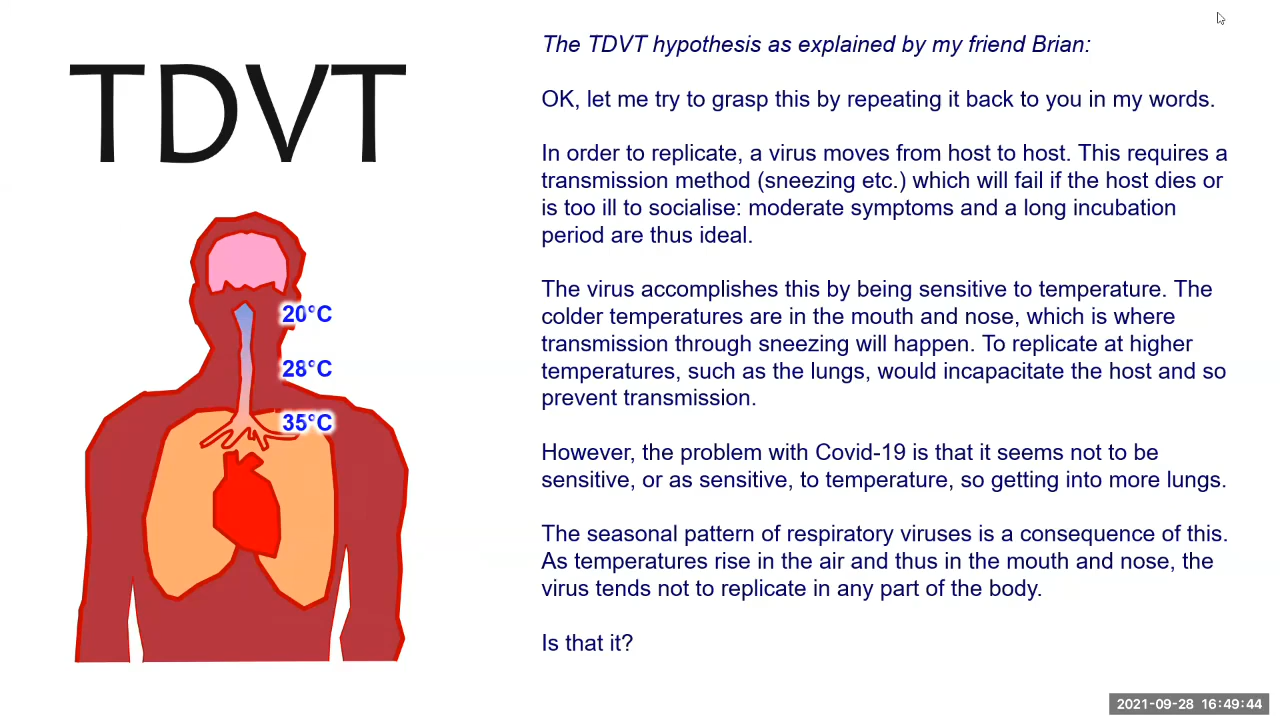 TDVT
20°C
28°C
35°C
The TDVT hypothesis as explained by my friend Brian:
OK, let me try to grasp this by repeating it back to you in my words.
In order to replicate, a virus moves from host to host. This requires a
transmission method (sneezing etc.) which will fail if the host dies or
is too ill to socialise: moderate symptoms and a long incubation
period are thus ideal.
The virus accomplishes this by being sensitive to temperature. The
colder temperatures are in the mouth and nose, which is where
transmission through sneezing will happen. To replicate at higher
temperatures, such as the lungs, would incapacitate the host and so
prevent transmission.
However, the problem with Covid-19 is that it seems not to be
sensitive, or as sensitive, to temperature, so getting into more lungs.
The seasonal pattern of respiratory viruses is a consequence of this.
As temperatures rise in the air and thus in the mouth and nose, the
virus tends not to replicate in any part of the body.
Is that it?
2021-09-28 16:49:44